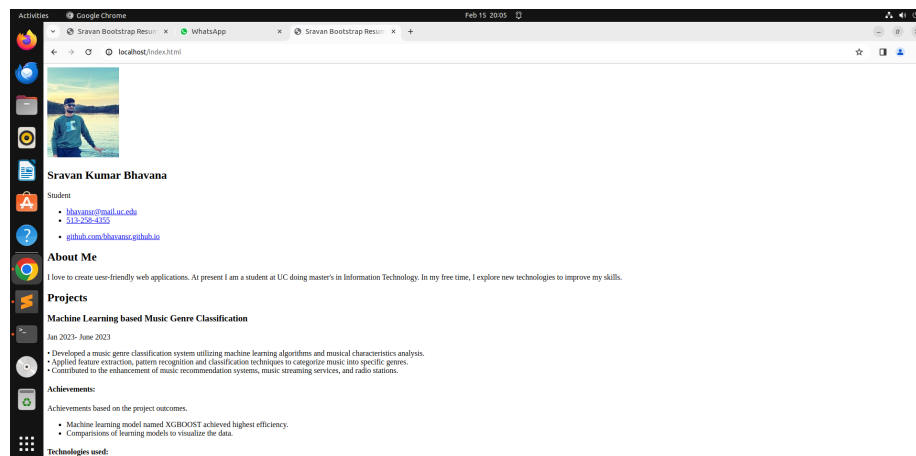 Activities
Google Chrome
Feb 15 20:05
Sravan Bootstrap Resum
WhatsApp
Sravan Bootstrap Resum
localhost/index.html
Sravan Kumar Bhavana
Student
• bhavansr@mail.uc.edu
• 513-258-4355
• github.com/bhavansr.github.io
About Me
I love to create uesr-friendly web applications. At present I am a student at UC doing master's in Information Technology. In my free time, I explore new technologies to improve my skills.
Projects
Machine Learning based Music Genre Classification
Jan 2023- June 2023
• Developed a music genre classification system utilizing machine learning algorithms and musical characteristics analysis.
• Applied feature extraction, pattern recognition and classification techniques to categorize music into specific genres.
• Contributed to the enhancement of music recommendation systems, music streaming services, and radio stations.
Achievements:
Achievements based on the project outcomes.
• Machine learning model named XGBOOST achieved highest efficiency.
• Comparisions of learning models to visualize the data.
Technologies used: